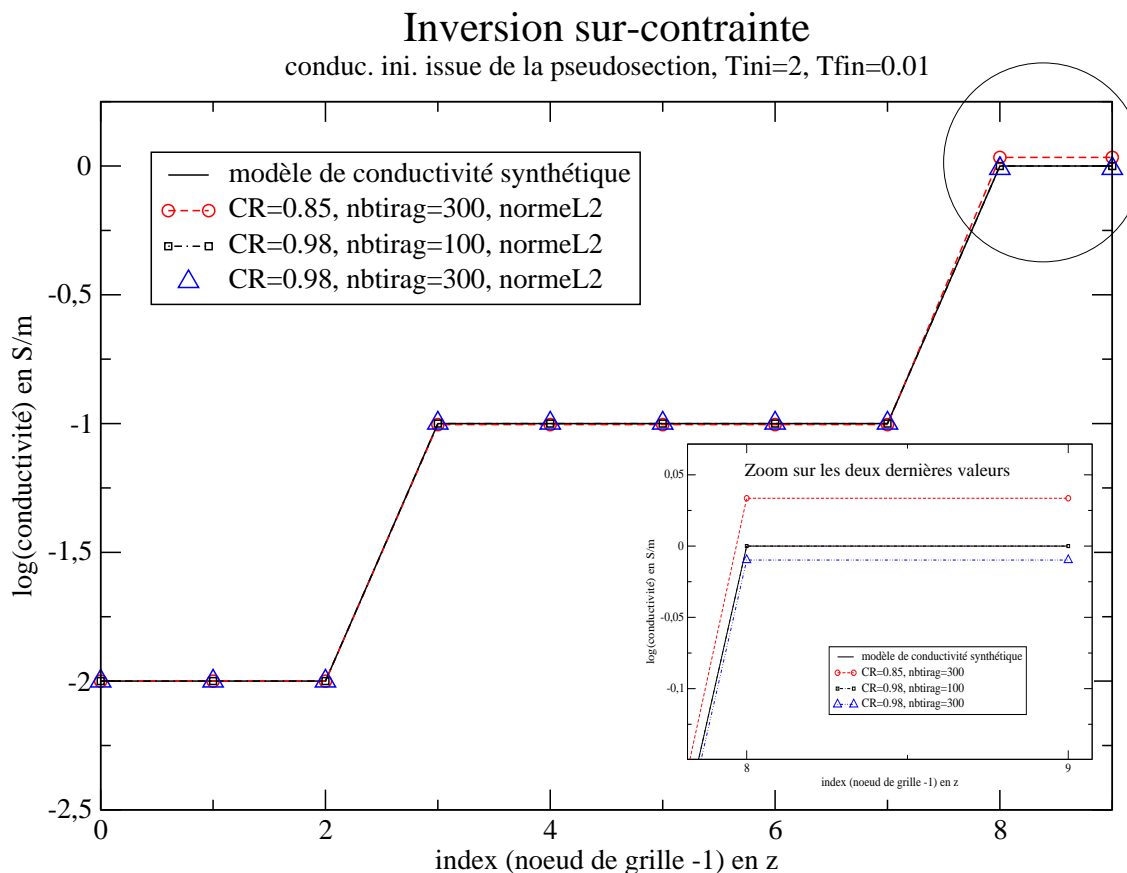 Inversion sur-contrainte
conduc. ini. issue de la pseudosection, Tini=2, Tfin=0.01
modèle de conductivité synthétique
CR=0.85, nbtirag=300, normeL2
CR=0.98, nbtirag=100, normeL2
CR=0.98, nbtirag=300, normeL2
log(conductivité) en S/m
0
-0,5
-1
-1,5
-2
-2,5
0
2
4
6
8
index (noeud de grille -1) en z
Zoom sur les deux dernières valeurs
log(conductivité) en S/m
0,05
0
-0,05
-0,1
modèle de conductivité synthétique
CR=0.85, nbtirag=300
CR=0.98, nbtirag=100
CR=0.98, nbtirag=300
8
9
index (noeud de grille -1) en z